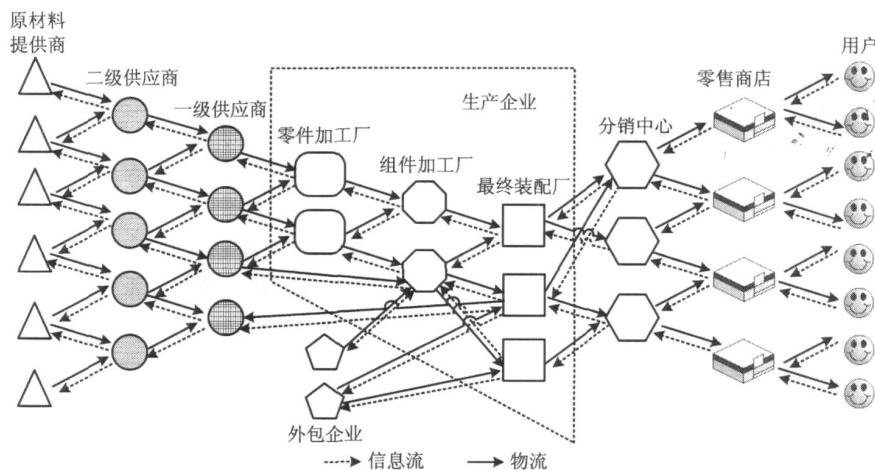 原材料
提供商
二级供应商
一级供应商
零件加工厂
组件加工厂
生产企业
最终装配厂
分销中心
零售商店
用户
外包企业
信息流
物流